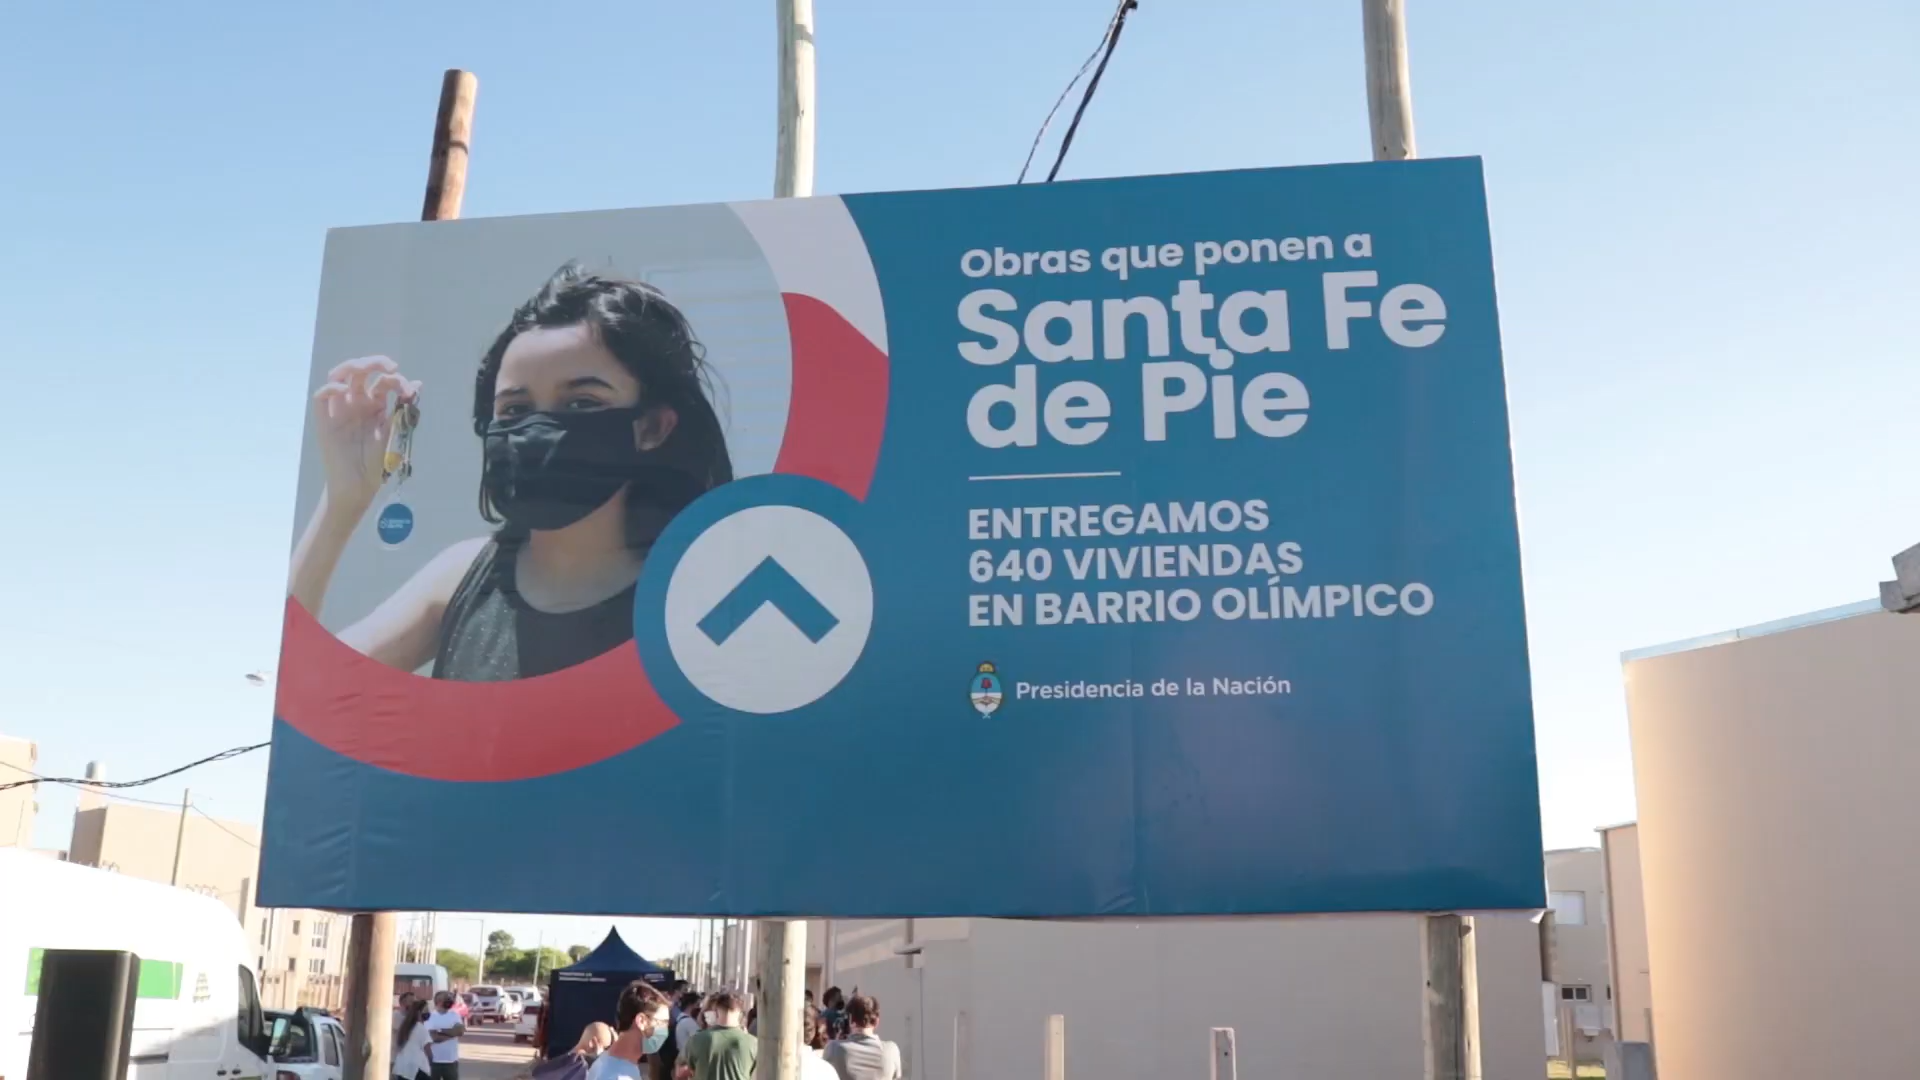 Obras que ponen a
Santa Fe
de Pie
ENTREGAMOS
640 VIVIENDAS
EN BARRIO OLÍMPICO
Presidencia de la Nación